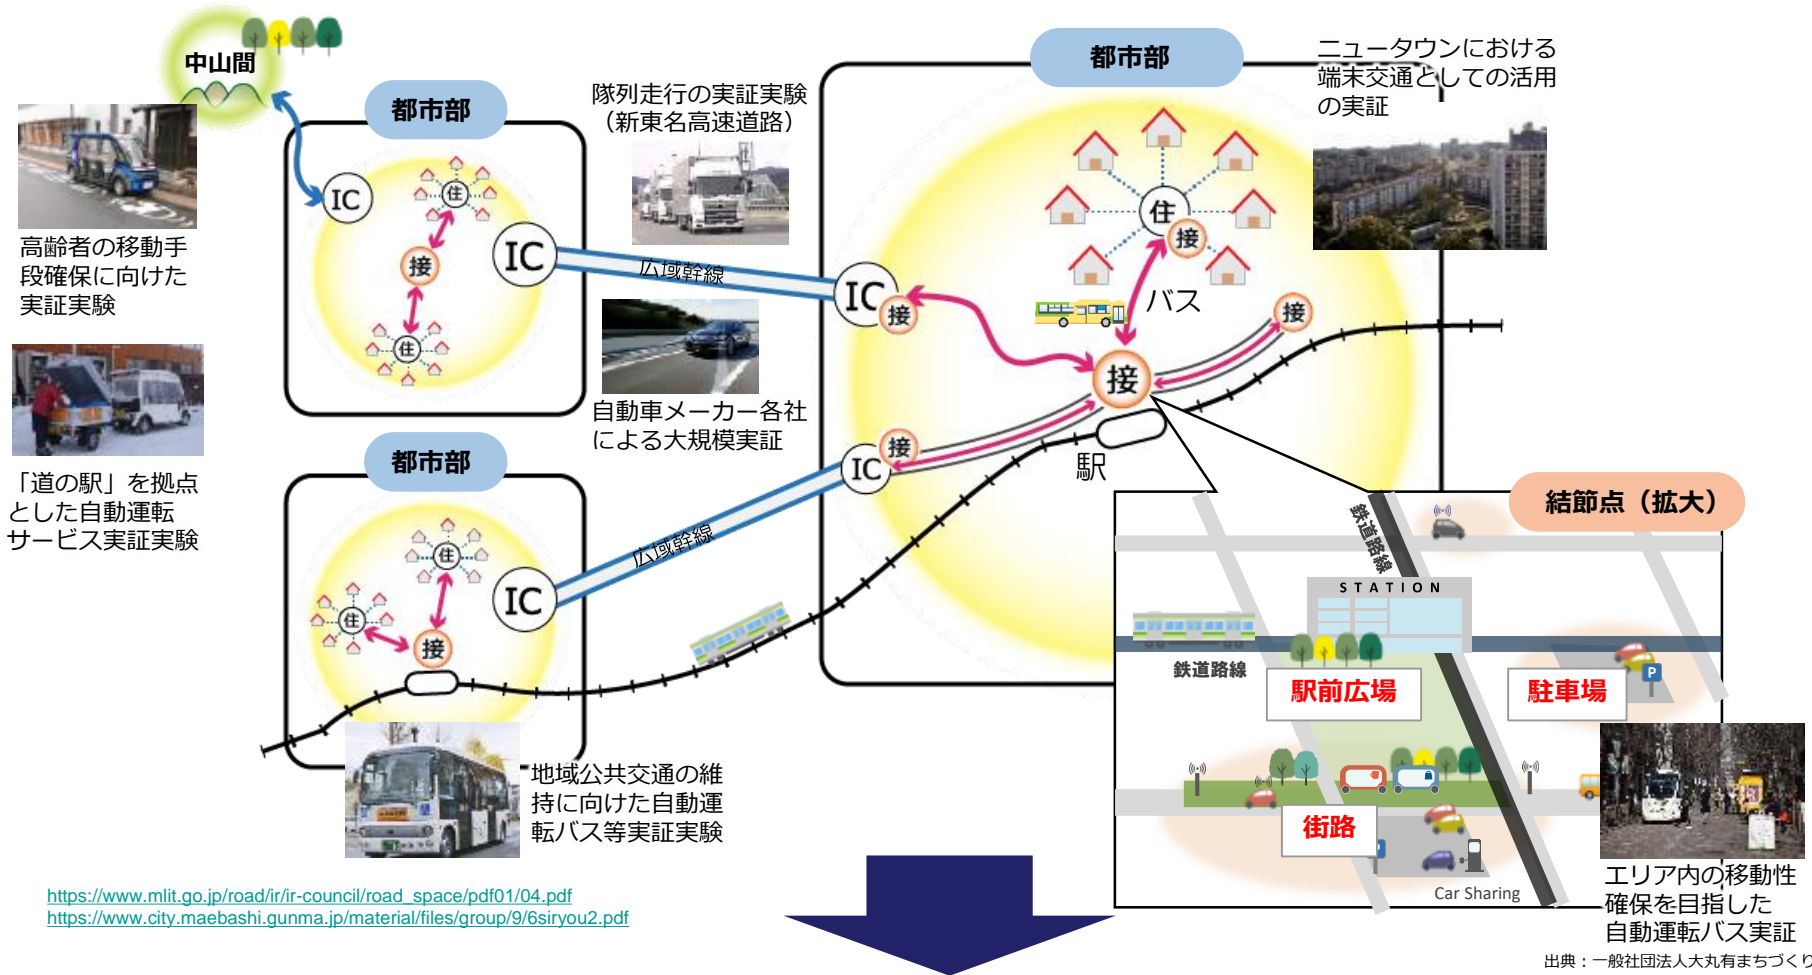 中山間
都市部
隊列走行の実証実験
（新東名高速道路）
都市部
ニュータウンにおける
端末交通としての活用
の実証
高齢者の移動手
段確保に向けた
実証実験
IC
住
接
住
IC
広域幹線
IC
接
住
接
バス
接
接
駅
自動車メーカー各社
による大規模実証
「道の駅」を拠点
とした自動運転
サービス実証実験
都市部
住
住
接
IC
広域幹線
IC
接
地域公共交通の維
持に向けた自動運
転バス等実証実験
結節点（拡大）
鉄道路線
STATION
鉄道路線
駅前広場
駐車場
P
街路
Car Sharing
エリア内の移動性
確保を目指した
自動運転バス実証
出典：一般社団法人大丸有まちづくり
https://www.mlit.go.jp/road/ir/ir-council/road_space/pdf01/04.pdf
https://www.city.maebashi.gunma.jp/material/files/group/9/6siryou2.pdf